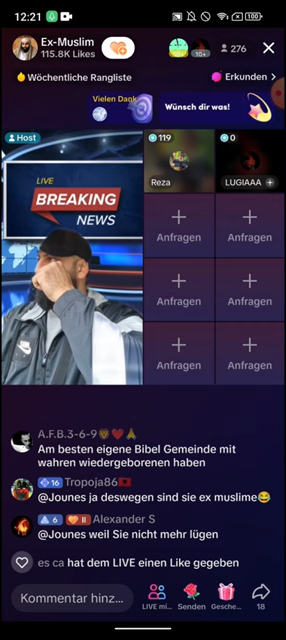 12:21
100
Ex-Muslim
115.8K Likes
10+
276
Wöchentliche Rangliste
Erkunden
Vielen Dank
Wünsch dir was!
Host
119
0
LIVE
BREAKING
NEWS
Reza
LUGIAAA
Anfragen
Anfragen
Anfragen
Anfragen
Anfragen
Anfragen
A.F.B.3-6-9🦁❤️🙏
Am besten eigene Bibel Gemeinde mit
wahren wiedergeborenen haben
16 Tropoja86🇦🇱
@Jounes ja deswegen sind sie ex muslime😂
6 II Alexander S
@Jounes weil Sie nicht mehr lügen
es ca hat dem LIVE einen Like gegeben
Kommentar hinz...
LIVE mi...
Senden
Gesche...
18